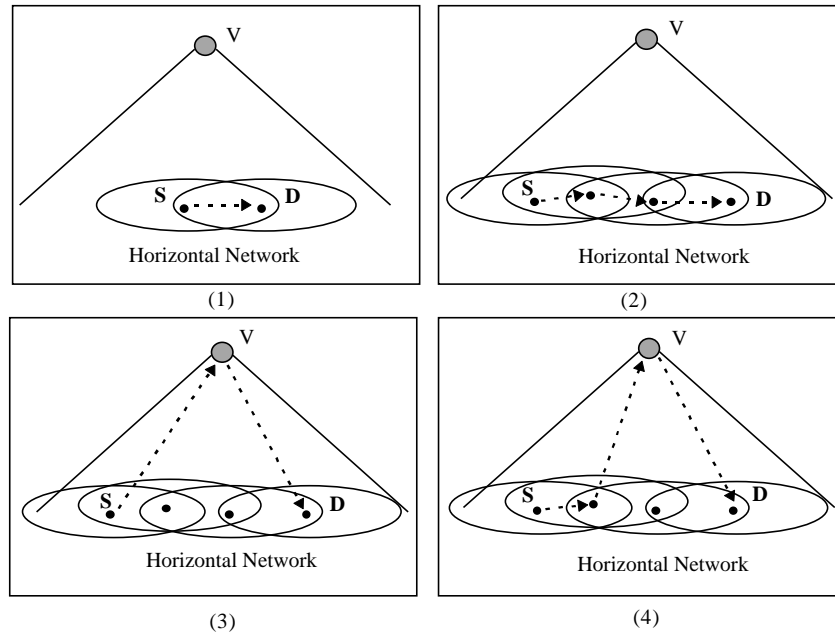 V
S
D
Horizontal Network
(1)
V
S
D
Horizontal Network
(2)
V
S
D
Horizontal Network
(3)
V
S
D
Horizontal Network
(4)